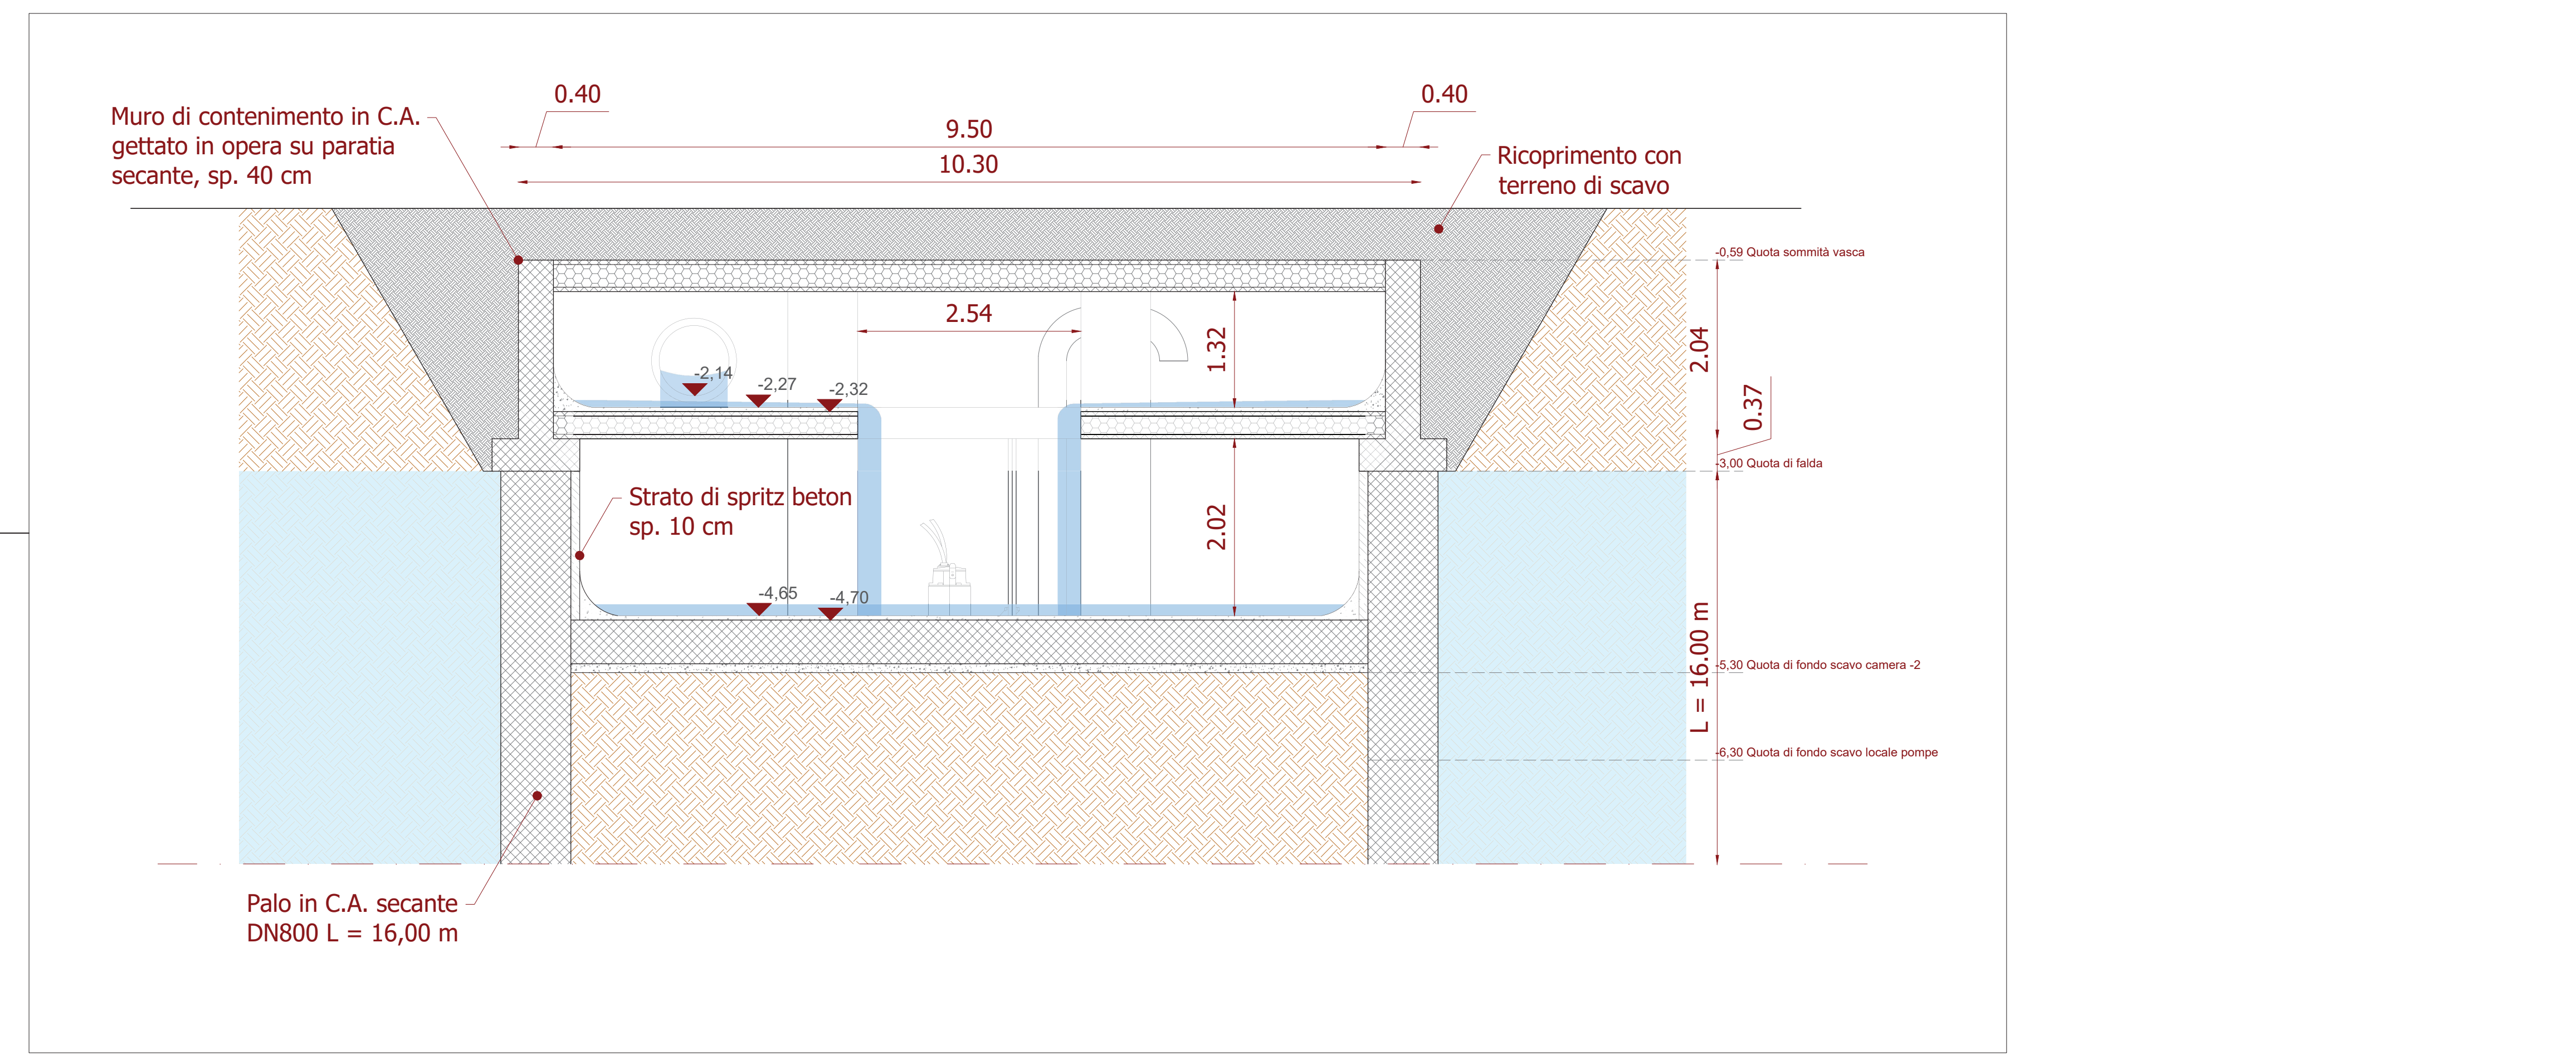 0.40
0.40
Muro di contenimento in C.A.
gettato in opera su paratia
secante, sp. 40 cm
9.50
10.30
Ricoprimento con
terreno di scavo
-0,59 Quota sommità vasca
2.54
1.32
2.04
-2,14
-2,27
-2,32
0.37
-3,00 Quota di falda
Strato di spritz beton
sp. 10 cm
2.02
-4,65
-4,70
L = 16.00 m
-5,30 Quota di fondo scavo camera -2
-6,30 Quota di fondo scavo locale pompe
Palo in C.A. secante
DN800 L = 16,00 m